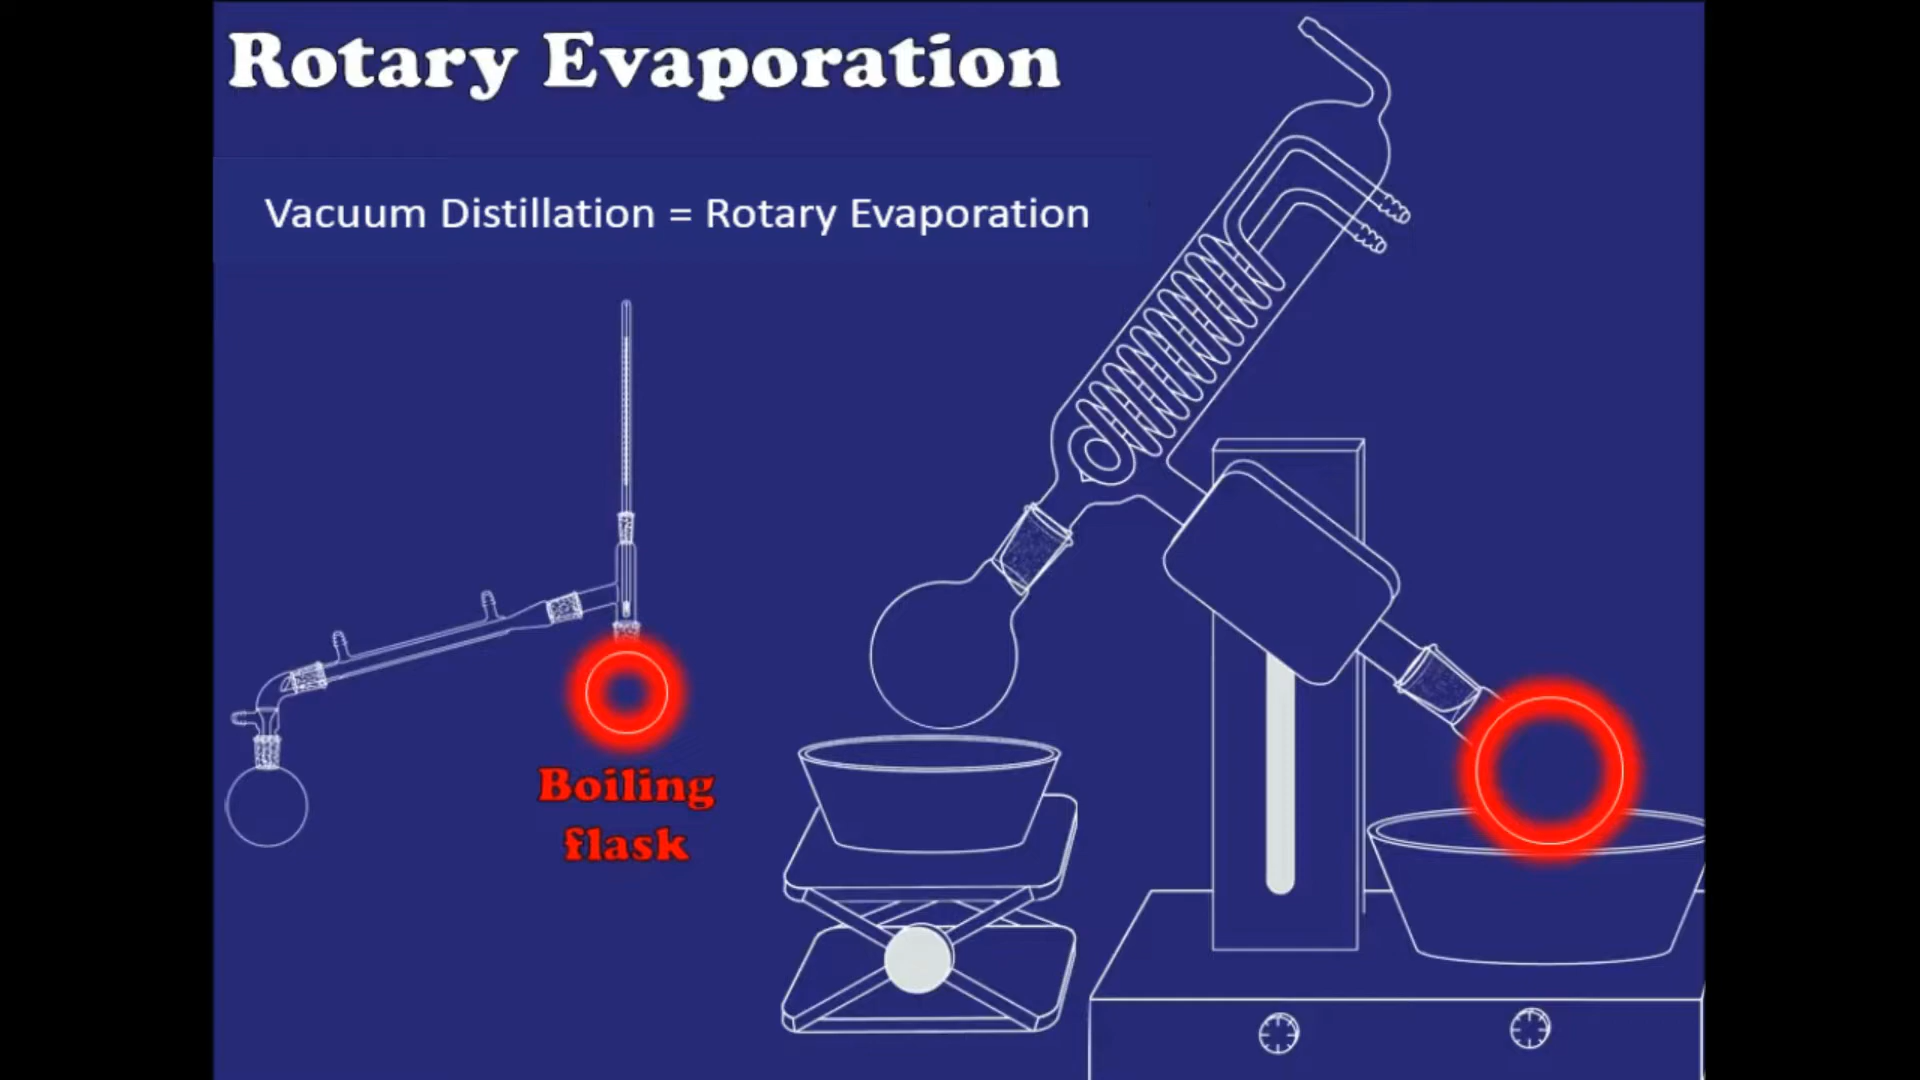 Rotary Evaporation
Vacuum Distillation = Rotary Evaporation
Boiling
flask